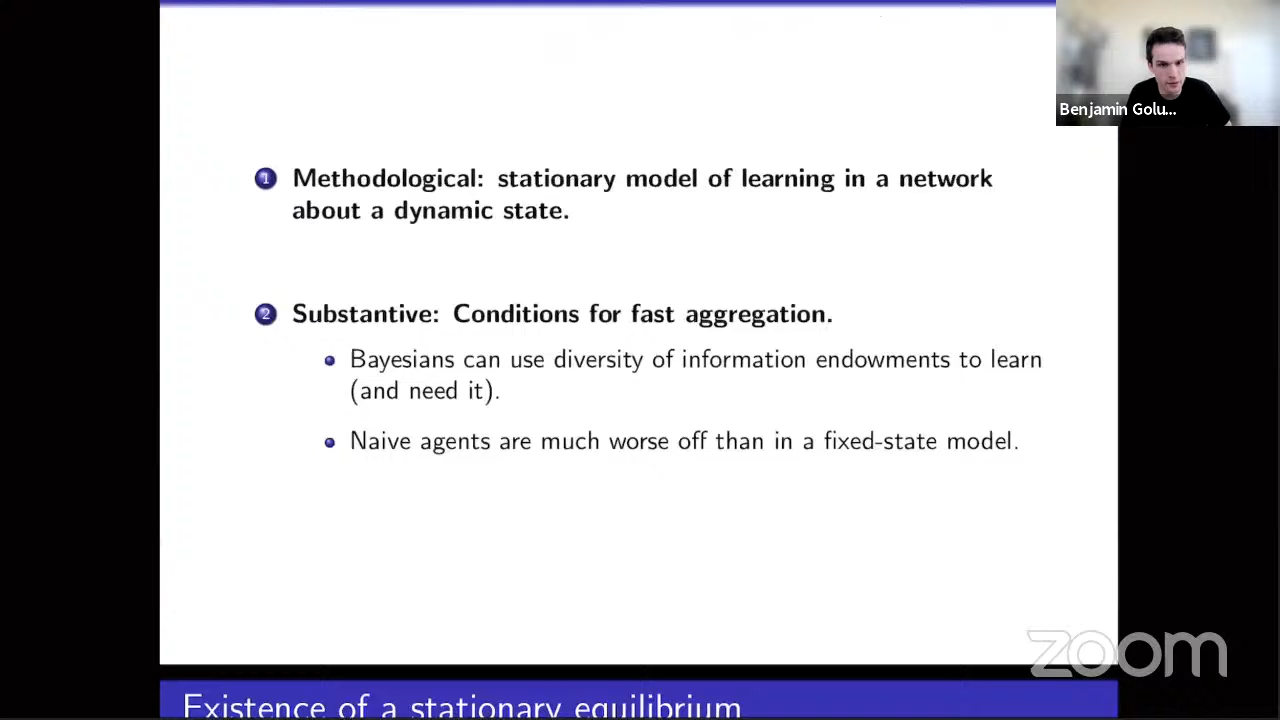 Benjamin Golu...
1 Methodological: stationary model of learning in a network
about a dynamic state.
2 Substantive: Conditions for fast aggregation.
Bayesians can use diversity of information endowments to learn
(and need it).
Naive agents are much worse off than in a fixed-state model.
zoom
Existence of a stationary equilibrium